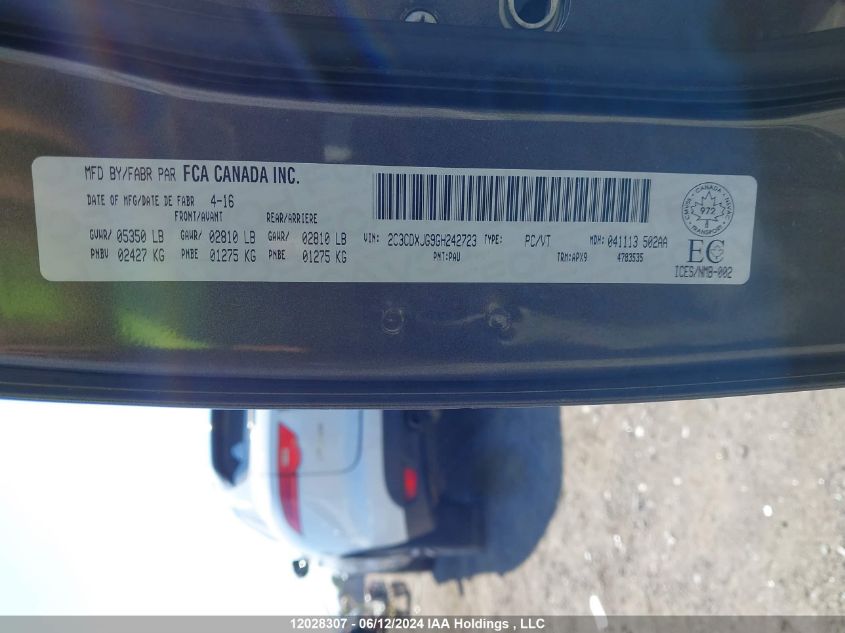 MFD BY/FABR PAR FCA CANADA INC.
DATE OF MFG/DATE DE FABR 4-16
FRONT/AVANT REAR/ARRIERE
GVWR/ 05350 LB GAWR/ 02810 LB GAWR/ 02810 LB
PNBV 02427 KG PNBE 01275 KG PNBE 01275 KG
VIN: 2C3CDXJG9GH242723 TYPE: PC/VT MDH: 041113 502AA
PNT:PAU TRM:APX9 4783535
CANADA
972
TRANSPORT
EC
ICES/NMB-002
12028307 - 06/12/2024 IAA Holdings , LLC